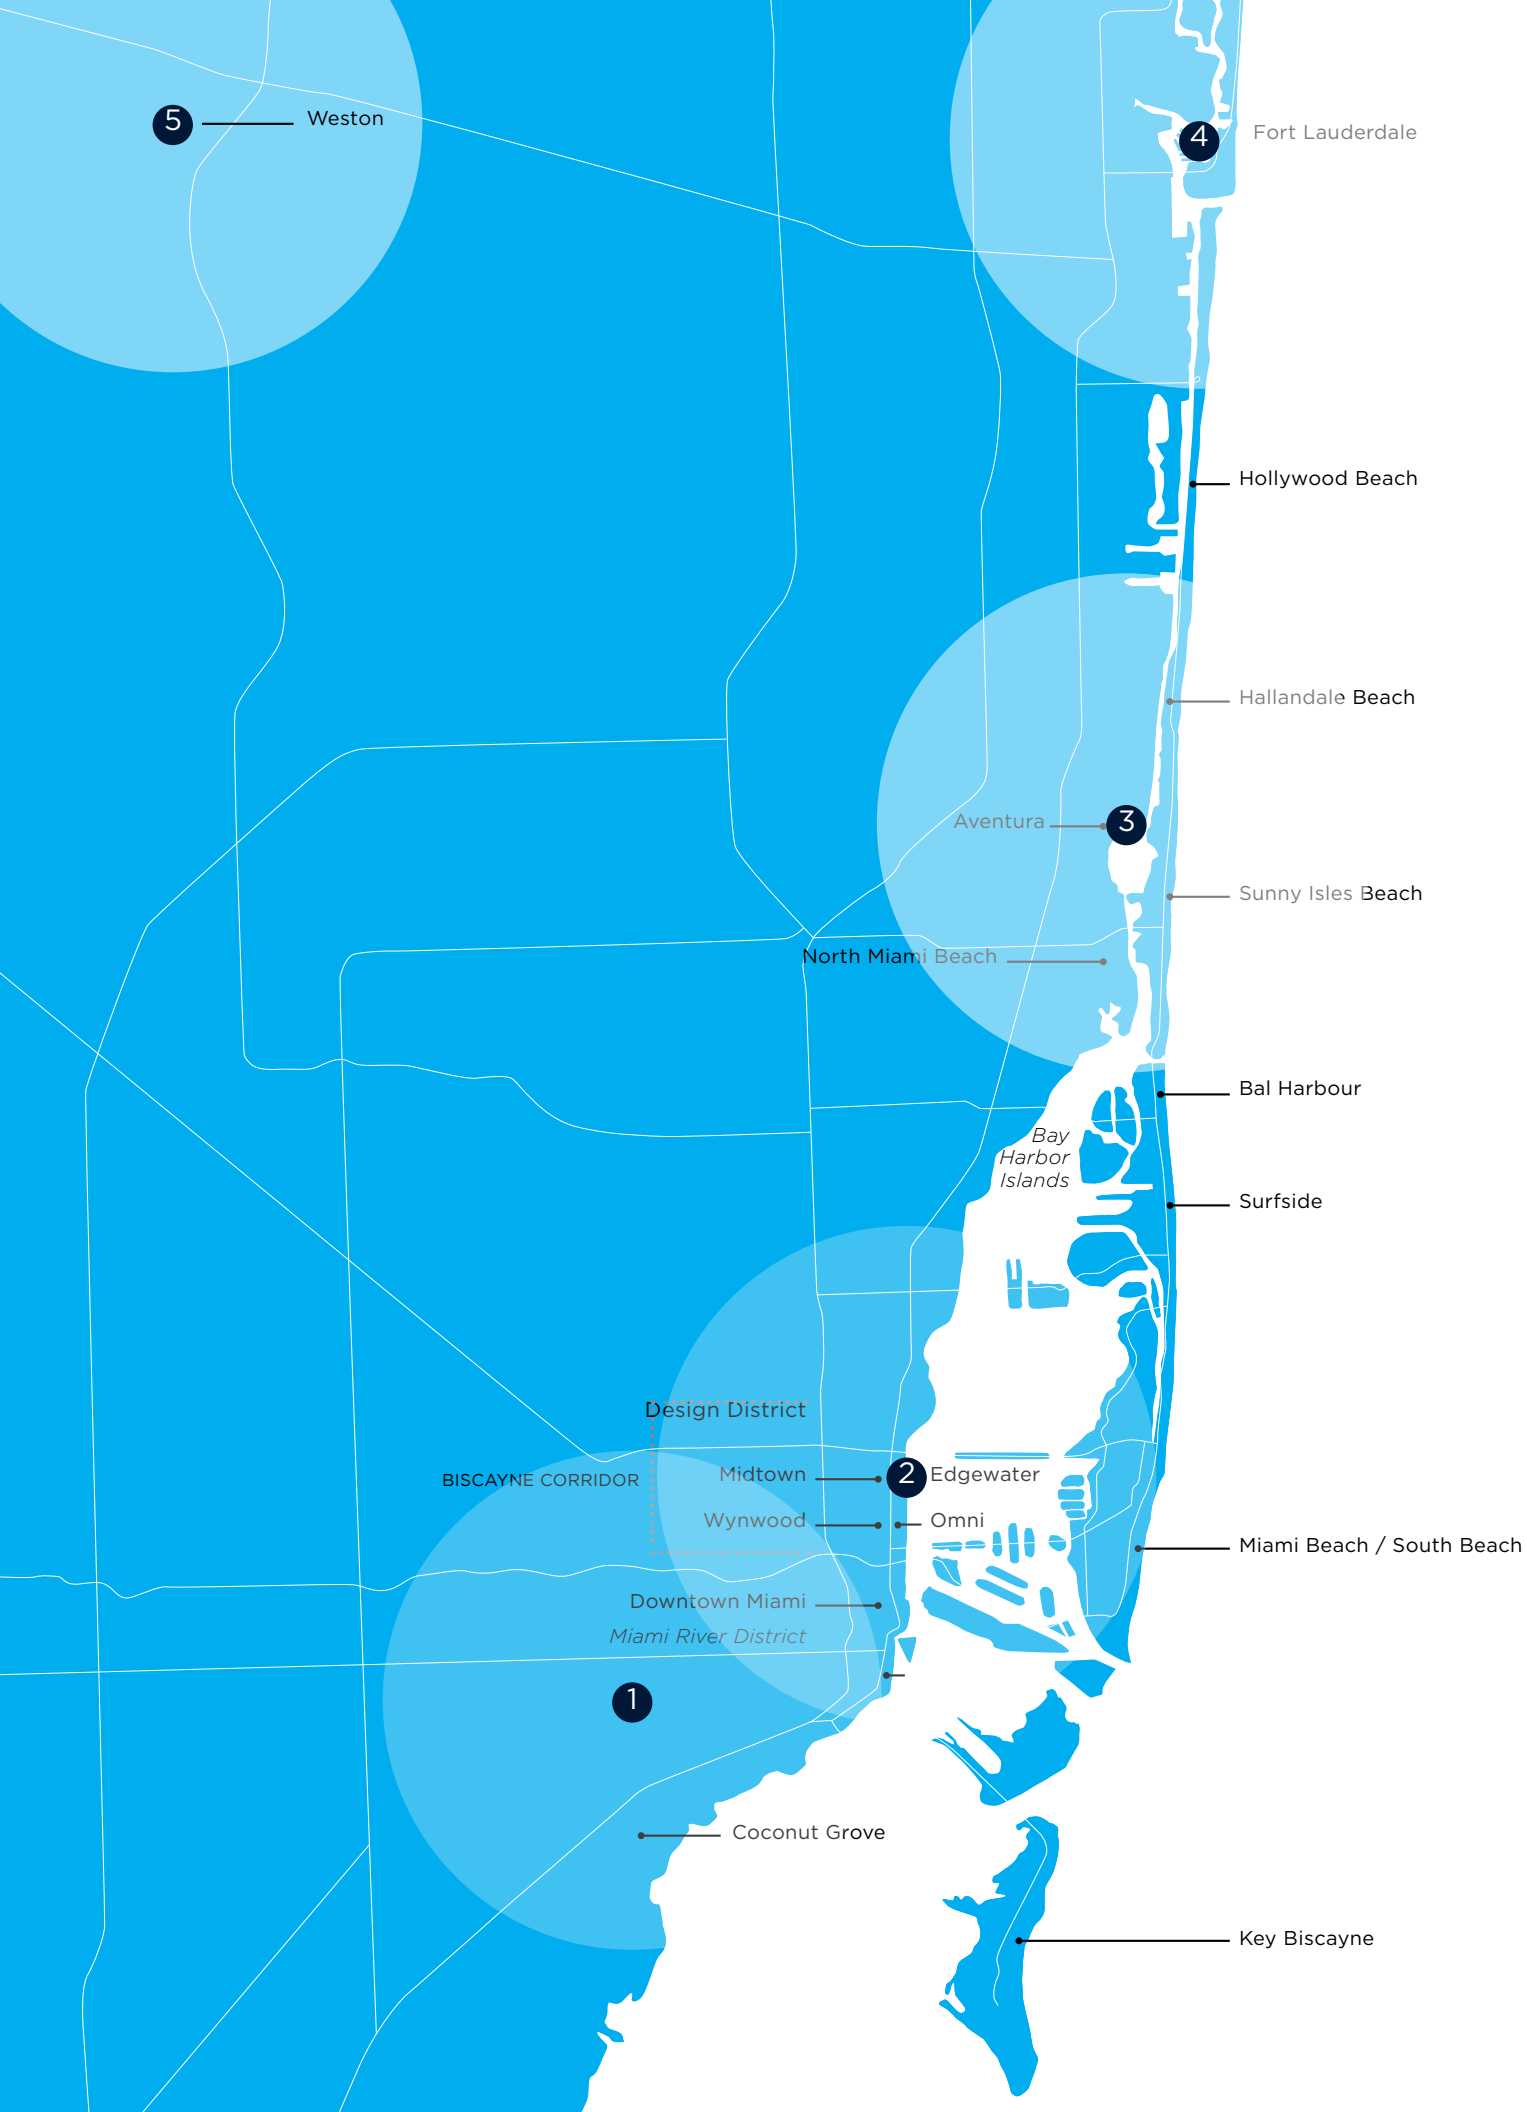 5
Weston
4
Fort Lauderdale
Hollywood Beach
Hallandale Beach
Aventura
3
Sunny Isles Beach
North Miami Beach
Bal Harbour
Bay
Harbor
Islands
Surfside
Design District
BISCAYNE CORRIDOR
Midtown
2
Edgewater
Wynwood
Omni
Miami Beach / South Beach
Downtown Miami
Miami River District
1
Coconut Grove
Key Biscayne